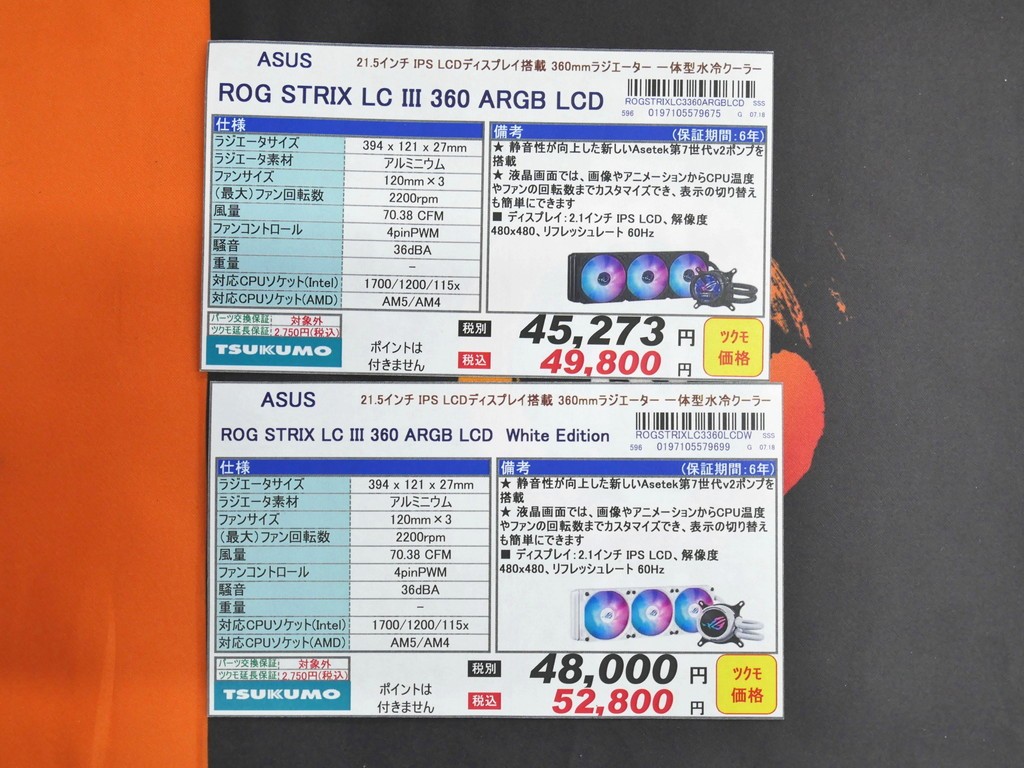 ASUS 21.5インチ IPS LCDディスプレイ搭載 360mmラジエーター 一体型水冷クーラー
ROG STRIX LC III 360 ARGB LCD
ROGSTRIXLC3360ARGBLCD SSS
596 0197105579675 G 07.18
仕様
ラジエータサイズ 394 x 121 x 27mm
ラジエータ素材 アルミニウム
ファンサイズ 120mm×3
(最大)ファン回転数 2200rpm
風量 70.38 CFM
ファンコントロール 4pinPWM
騒音 36dBA
重量 -
対応CPUソケット(Intel) 1700/1200/115x
対応CPUソケット(AMD) AM5/AM4
備考 (保証期間:6年)
★ 静音性が向上した新しいAsetek第7世代v2ポンプを
搭載
★ 液晶画面では、画像やアニメーションからCPU温度
やファンの回転数までカスタマイズでき、表示の切り替え
も簡単にできます
■ ディスプレイ:2.1インチ IPS LCD、解像度
480x480、リフレッシュレート 60Hz
パーツ交換保証: 対象外
ツクモ延長保証: 2,750円(税込)
TSUKUMO
ポイントは
付きません
税別 45,273 円
税込 49,800 円
ツクモ
価格
ASUS 21.5インチ IPS LCDディスプレイ搭載 360mmラジエーター 一体型水冷クーラー
ROG STRIX LC III 360 ARGB LCD White Edition
ROGSTRIXLC3360LCDW SSS
596 0197105579699 G 07.18
仕様
ラジエータサイズ 394 x 121 x 27mm
ラジエータ素材 アルミニウム
ファンサイズ 120mm×3
(最大)ファン回転数 2200rpm
風量 70.38 CFM
ファンコントロール 4pinPWM
騒音 36dBA
重量 -
対応CPUソケット(Intel) 1700/1200/115x
対応CPUソケット(AMD) AM5/AM4
備考 (保証期間:6年)
★ 静音性が向上した新しいAsetek第7世代v2ポンプを
搭載
★ 液晶画面では、画像やアニメーションからCPU温度
やファンの回転数までカスタマイズでき、表示の切り替え
も簡単にできます
■ ディスプレイ:2.1インチ IPS LCD、解像度
480x480、リフレッシュレート 60Hz
パーツ交換保証: 対象外
ツクモ延長保証: 2,750円(税込)
TSUKUMO
ポイントは
付きません
税別 48,000 円
税込 52,800 円
ツクモ
価格